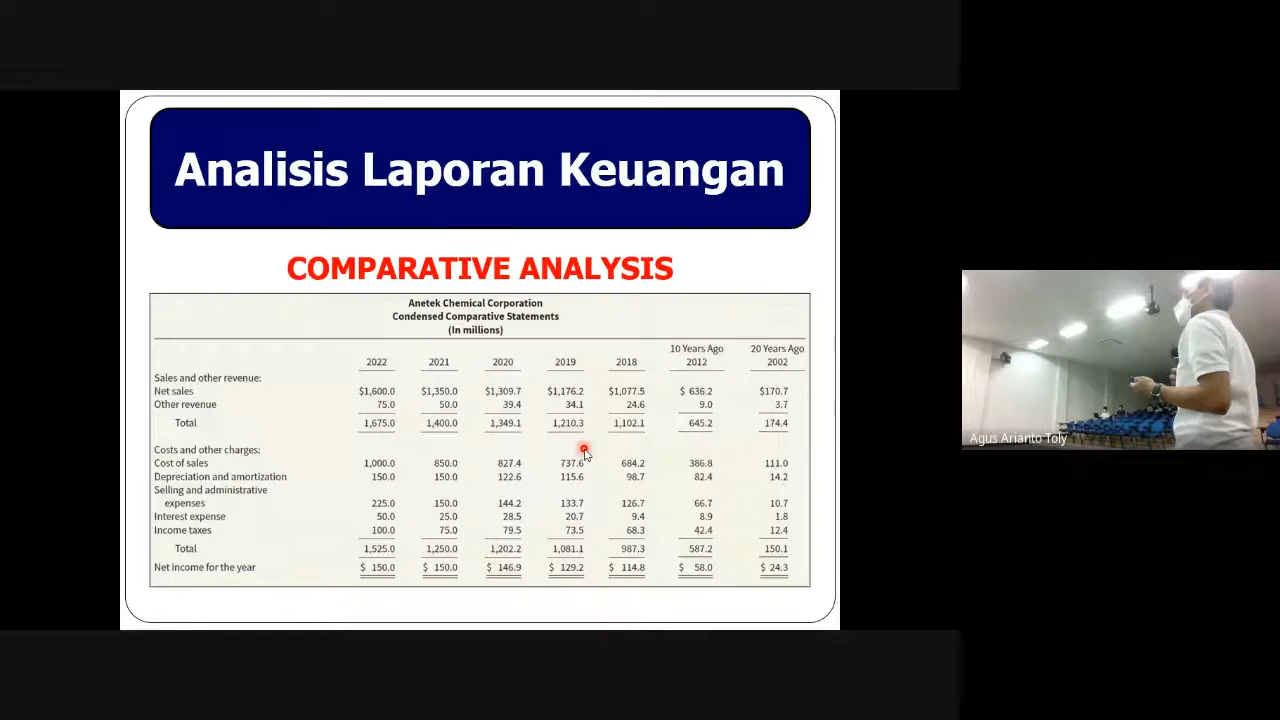 Analisis Laporan Keuangan
COMPARATIVE ANALYSIS
Anetek Chemical Corporation
Condensed Comparative Statements
(In millions)
10 Years Ago 20 Years Ago
2022 2021 2020 2019 2018 2012 2002
Sales and other revenue:
Net sales $1,600.0 $1,350.0 $1,309.7 $1,176.2 $1,077.5 $ 636.2 $170.7
Other revenue 75.0 50.0 39.4 34.1 24.6 9.0 3.7
Total 1,675.0 1,400.0 1,349.1 1,210.3 1,102.1 645.2 174.4
Costs and other charges:
Cost of sales 1,000.0 850.0 827.4 737.6 684.2 386.8 111.0
Depreciation and amortization 150.0 150.0 122.6 115.6 98.7 82.4 14.2
Selling and administrative
expenses 225.0 150.0 144.2 133.7 126.7 66.7 10.7
Interest expense 50.0 25.0 28.5 20.7 9.4 8.9 1.8
Income taxes 100.0 75.0 79.5 73.5 68.3 42.4 12.4
Total 1,525.0 1,250.0 1,202.2 1,081.1 987.3 587.2 150.1
Net income for the year $ 150.0 $ 150.0 $ 146.9 $ 129.2 $ 114.8 $ 58.0 $ 24.3
Agus Arianto Toly